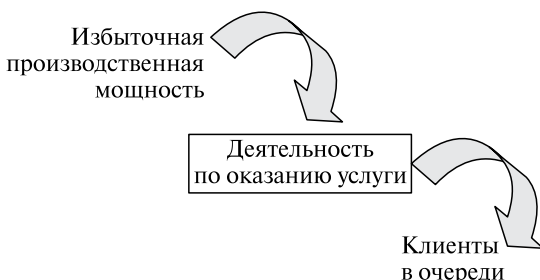 Избыточная
производственная
мощность
Деятельность
по оказанию услуги
Клиенты
в очереди